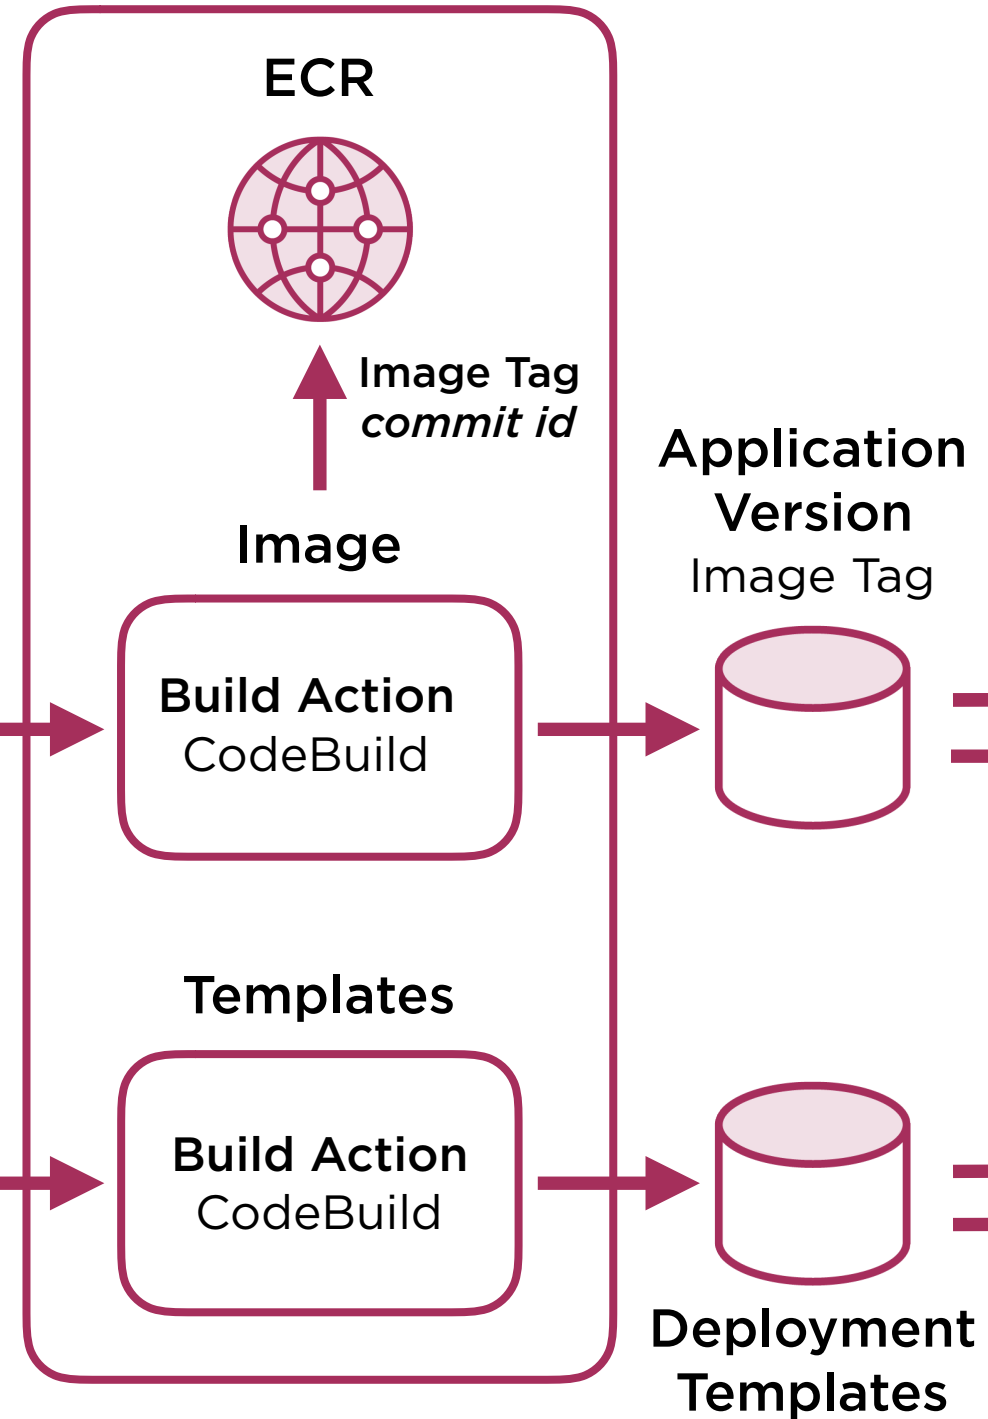 ECR
Image Tag
commit id
Image
Build Action
CodeBuild
Application
Version
Image Tag
Templates
Build Action
CodeBuild
Deployment
Templates